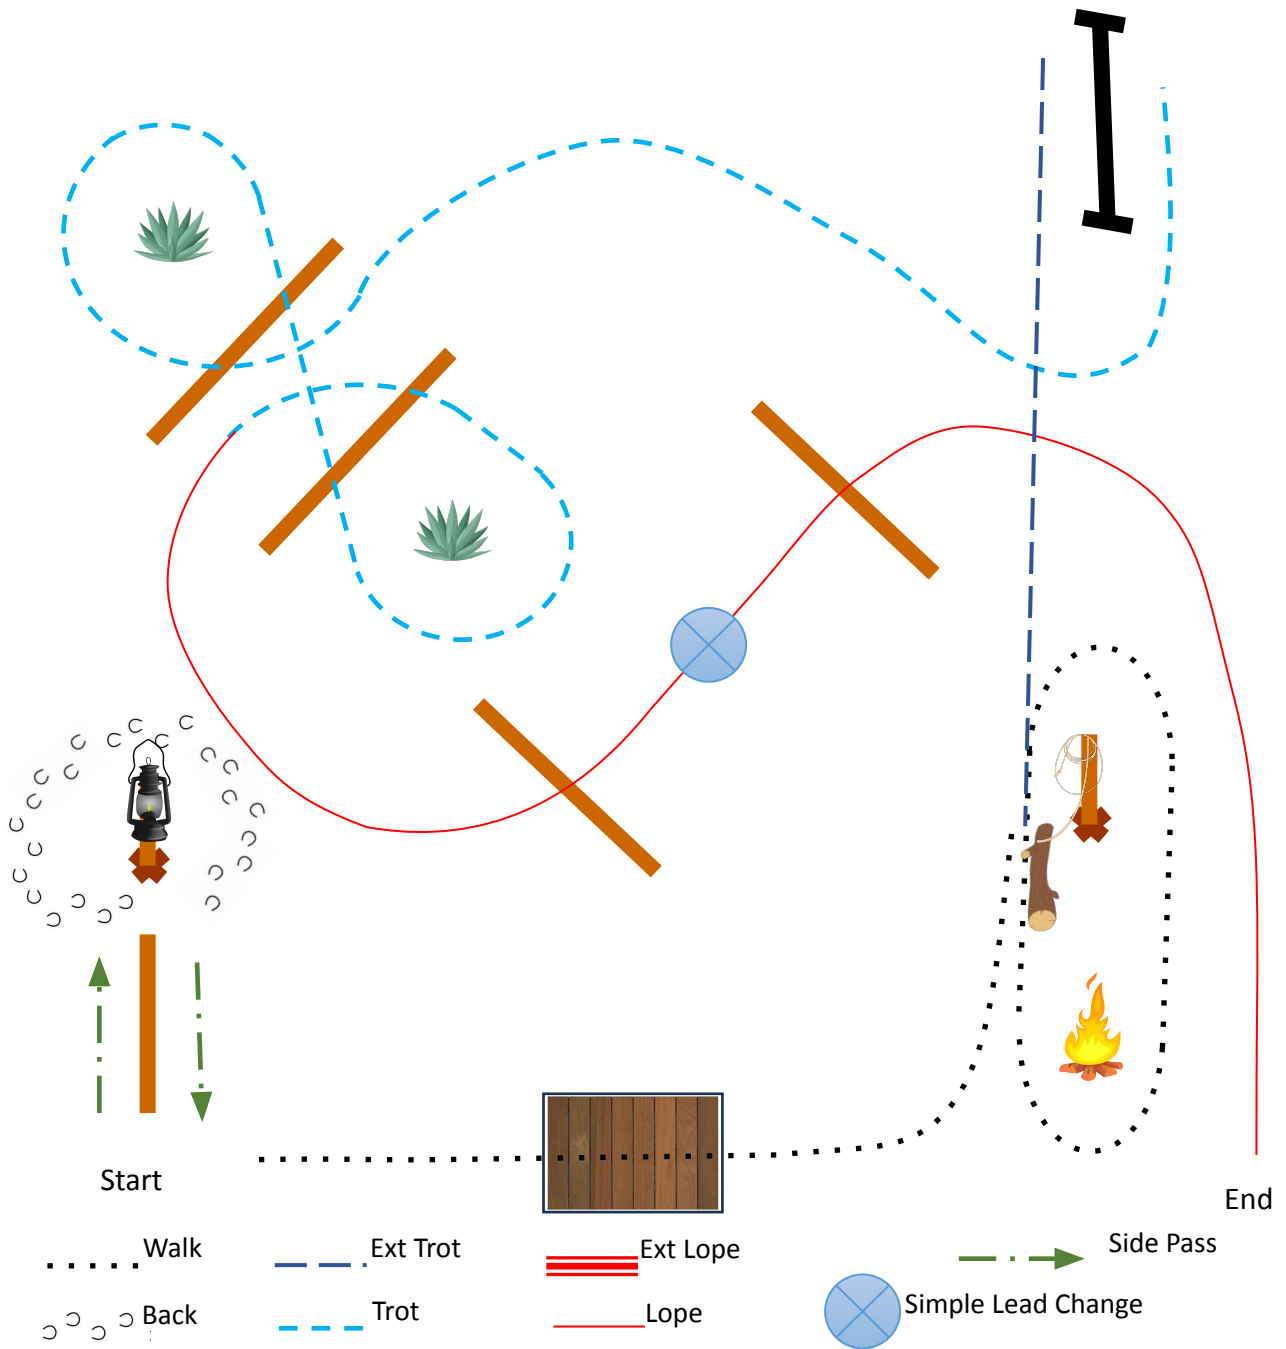 Start
End
Walk
Ext Trot
Ext Lope
Side Pass
Back
Trot
Lope
Simple Lead Change